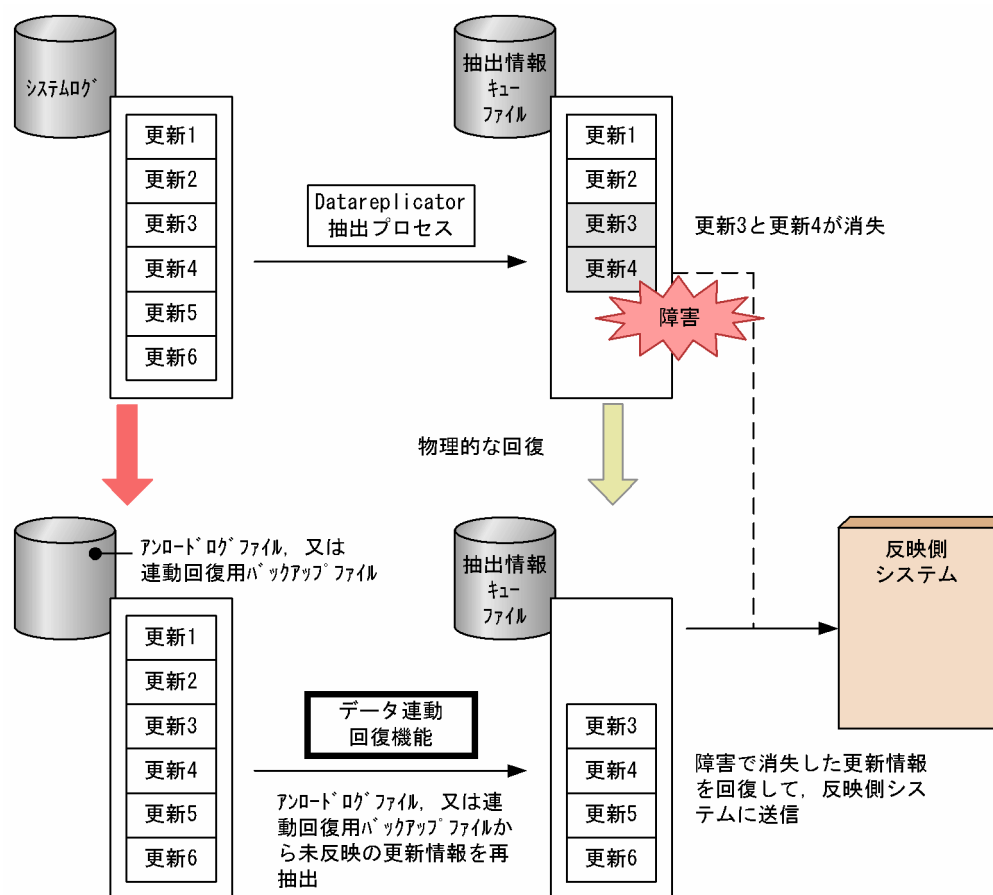 システムログ
更新1
更新2
更新3
更新4
更新5
更新6
Datareplicator
抽出プロセス
抽出情報
キュー
ファイル
更新1
更新2
更新3
更新4
更新3と更新4が消失
障害
物理的な回復
アンロードログファイル，又は
連動回復用バックアップファイル
更新1
更新2
更新3
更新4
更新5
更新6
データ連動
回復機能
アンロードログファイル，又は連
動回復用バックアップファイルか
ら未反映の更新情報を再
抽出
抽出情報
キュー
ファイル
更新3
更新4
更新5
更新6
反映側
システム
障害で消失した更新情報
を回復して，反映側シス
テムに送信